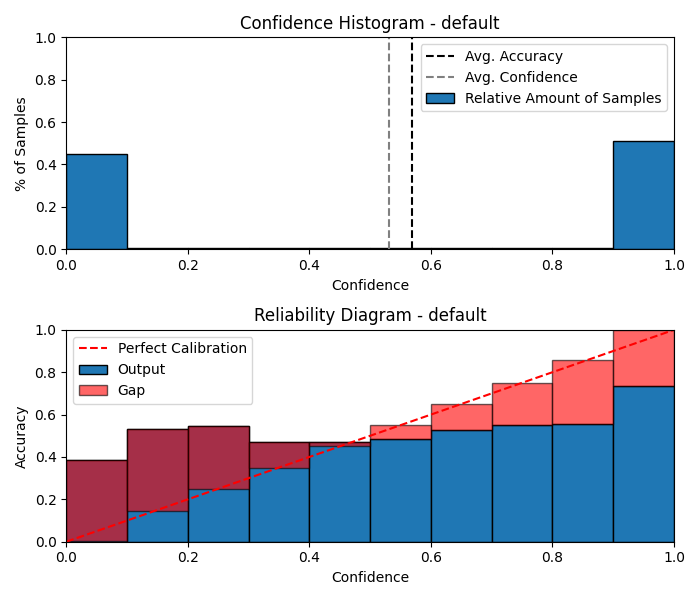 Confidence Histogram - default
1.0
0.8
0.6
0.4
0.2
0.0
% of Samples
Avg. Accuracy
Avg. Confidence
Relative Amount of Samples
0.0 0.2 0.4 0.6 0.8 1.0
Confidence
Reliability Diagram - default
1.0
0.8
0.6
0.4
0.2
0.0
Accuracy
Perfect Calibration
Output
Gap
0.0 0.2 0.4 0.6 0.8 1.0
Confidence